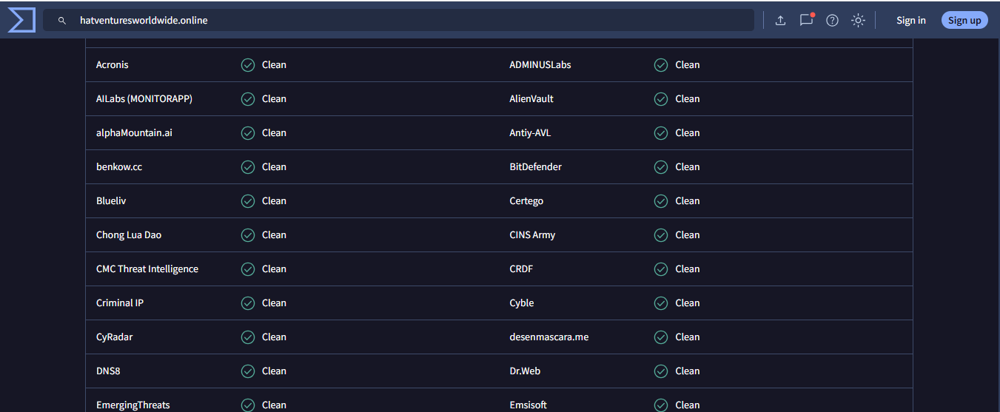 hatventuresworldwide.online Sign in Sign up
Acronis Clean ADMINUSLabs Clean
AILabs (MONITORAPP) Clean AlienVault Clean
alphaMountain.ai Clean Antiy-AVL Clean
benkow.cc Clean BitDefender Clean
Blueliv Clean Certego Clean
Chong Lua Dao Clean CINS Army Clean
CMC Threat Intelligence Clean CRDF Clean
Criminal IP Clean Cyble Clean
CyRadar Clean desenmascara.me Clean
DNS8 Clean Dr.Web Clean
EmergingThreats Clean Emsisoft Clean